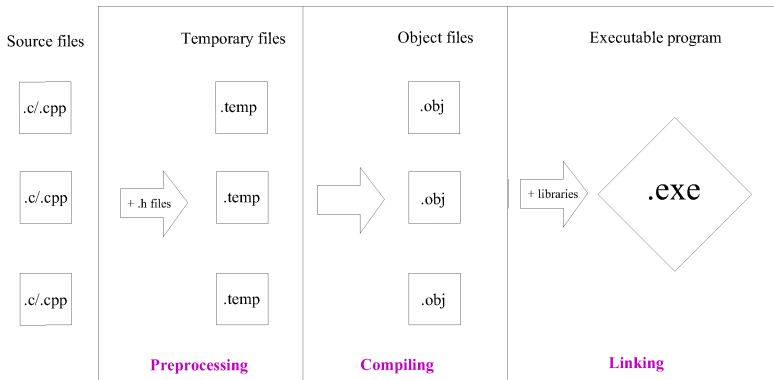 Source files
Temporary files
Object files
Executable program
.c/.cpp
.temp
.obj
.c/.cpp
+ .h files
.temp
.obj
+ libraries
.exe
.c/.cpp
.temp
.obj
Preprocessing
Compiling
Linking